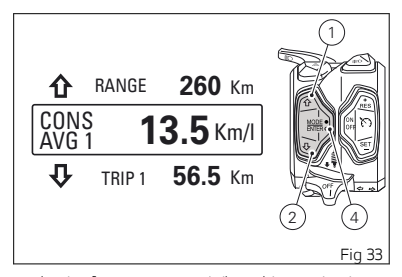 1
RANGE 260 Km
CONS AVG 1 13.5 Km/l
TRIP 1 56.5 Km
MODE
ENTER
RES
ON
OFF
SET
OFF
2
4
Fig 33